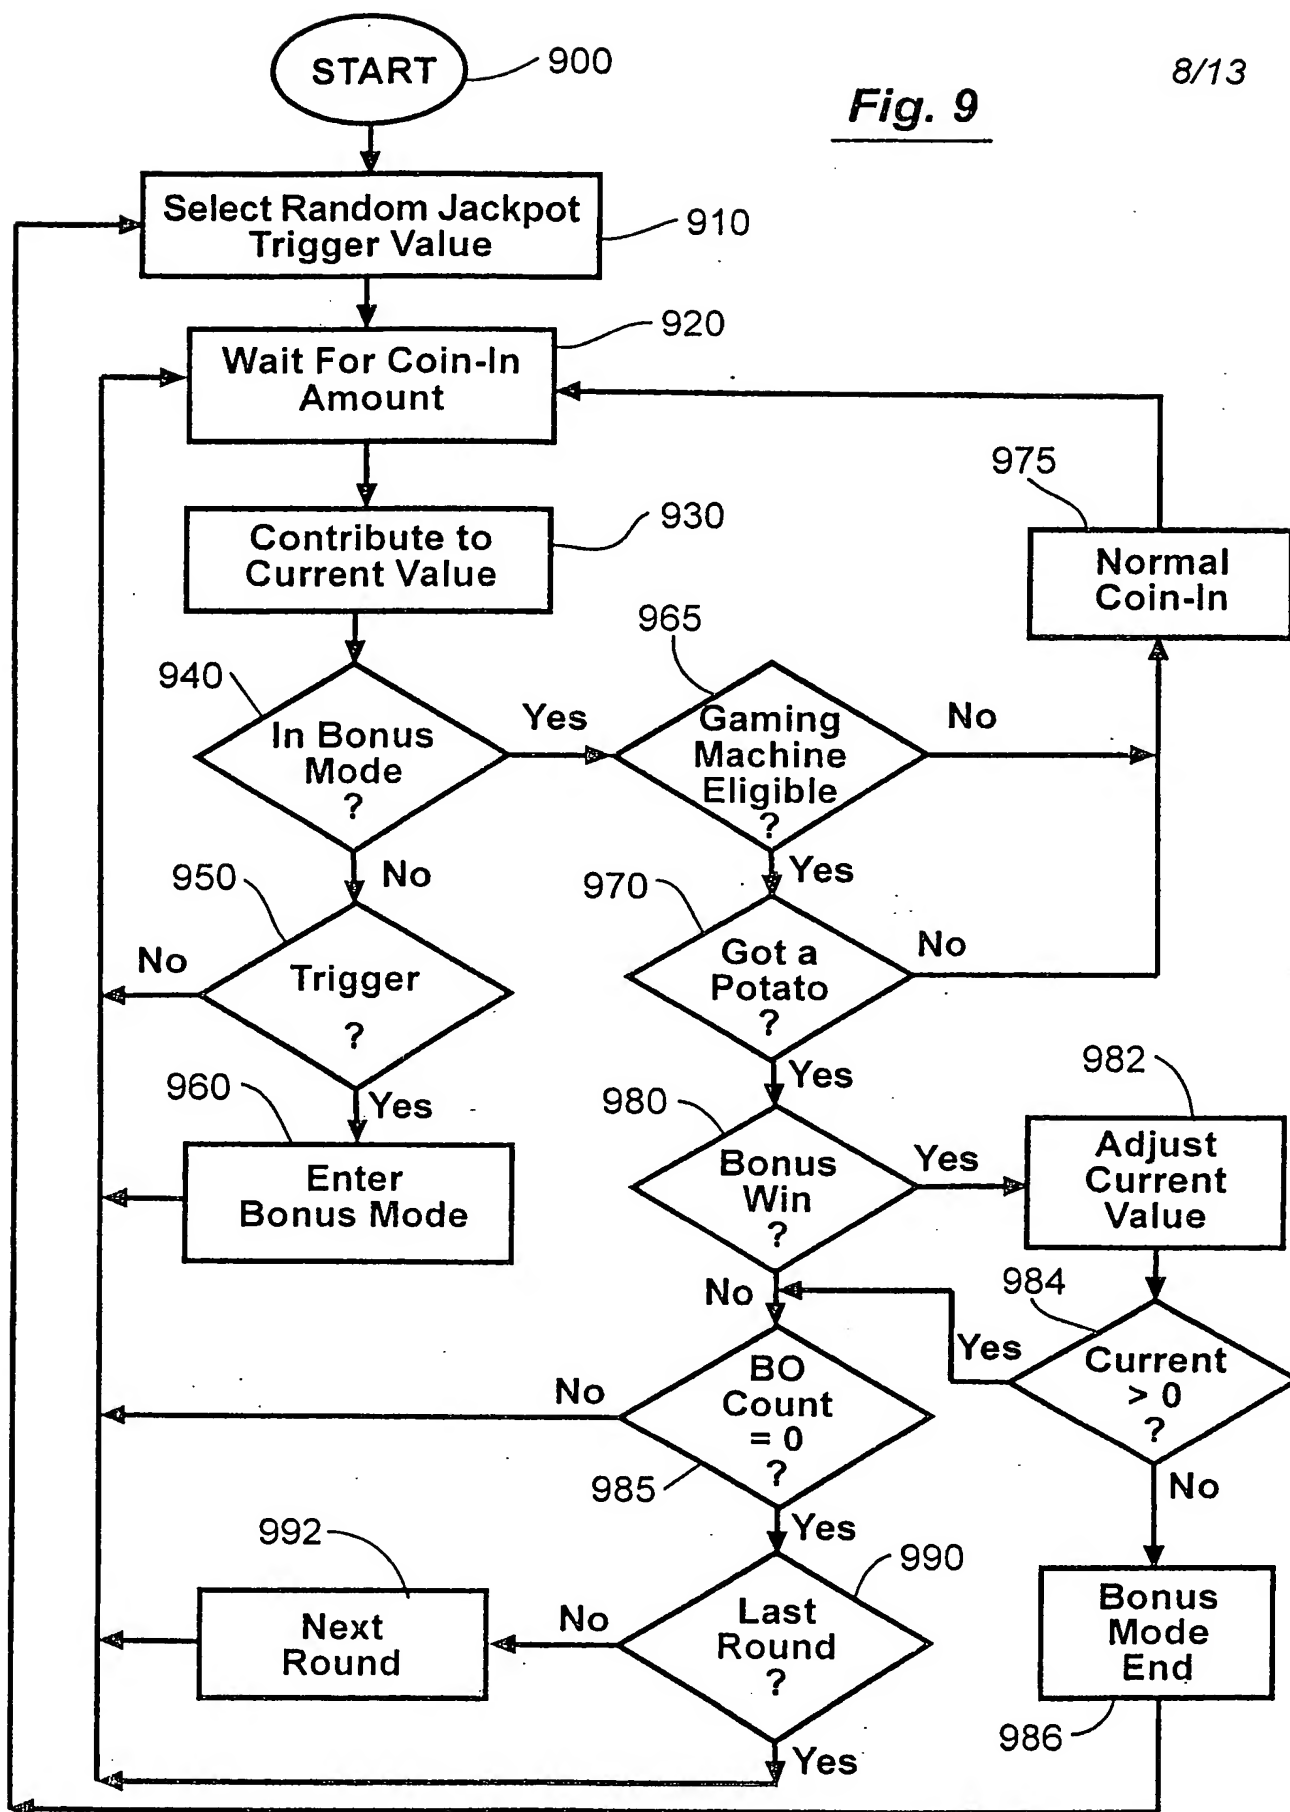 START
900
8/13
Fig. 9
Select Random Jackpot
Trigger Value
910
920
Wait For Coin-In
Amount
975
930
Contribute to
Current Value
Normal
Coin-In
965
940
In Bonus
Mode
?
Yes
Gaming
Machine
Eligible
?
No
950
No
Yes
970
No
Trigger
?
Got a
Potato
?
No
960
Yes
Yes
980
982
Enter
Bonus Mode
Bonus
Win
?
Yes
Adjust
Current
Value
No
984
Yes
Current
> 0
?
No
BO
Count
= 0
?
985
No
992
Yes
990
Next
Round
No
Last
Round
?
Bonus
Mode
End
986
Yes